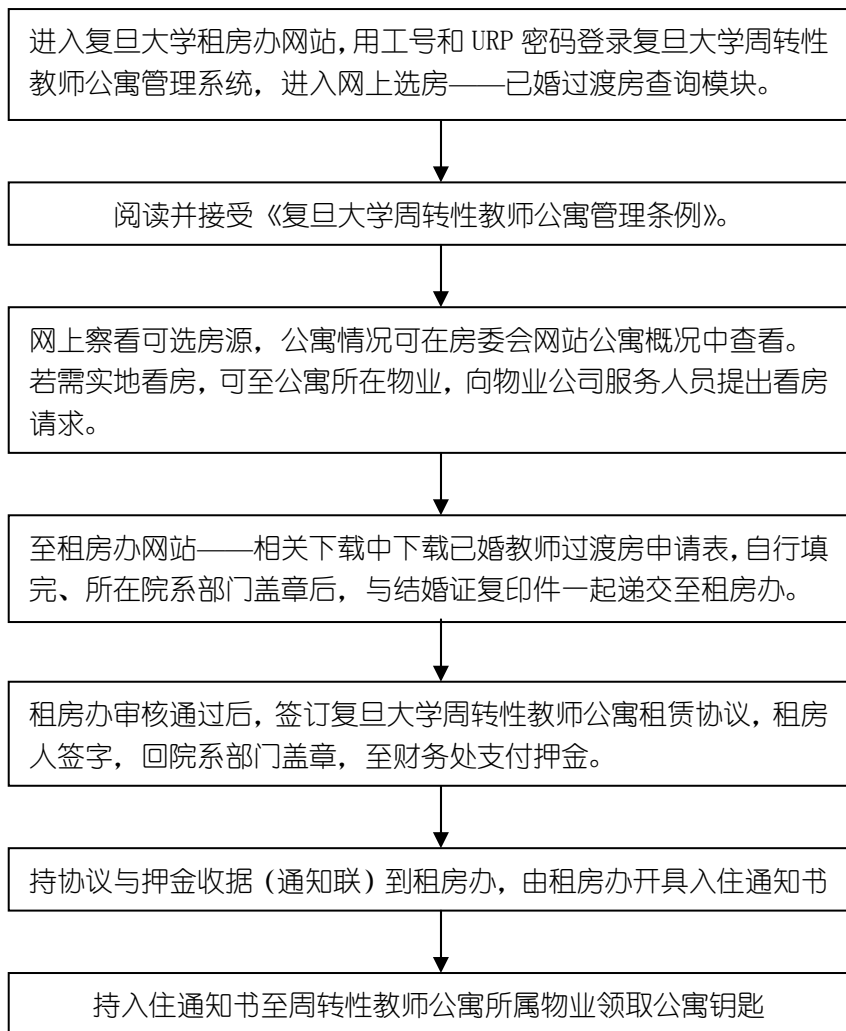 进入复旦大学租房办网站，用工号和 URP 密码登录复旦大学周转性
教师公寓管理系统，进入网上选房——已婚过渡房查询模块。
阅读并接受《复旦大学周转性教师公寓管理条例》。
网上察看可选房源，公寓情况可在房委会网站公寓概况中查看。
若需实地看房，可至公寓所在物业，向物业公司服务人员提出看房
请求。
至租房办网站——相关下载中下载已婚教师过渡房申请表，自行填
完、所在院系部门盖章后，与结婚证复印件一起递交至租房办。
租房办审核通过后，签订复旦大学周转性教师公寓租赁协议，租房
人签字，回院系部门盖章，至财务处支付押金。
持协议与押金收据（通知联）到租房办，由租房办开具入住通知书
持入住通知书至周转性教师公寓所属物业领取公寓钥匙